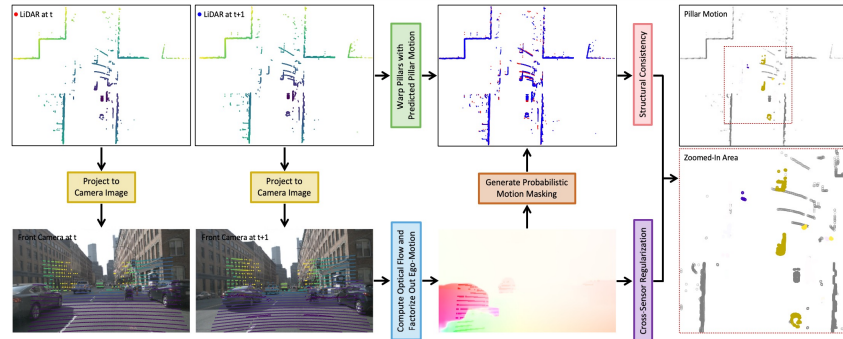 LiDAR at t
LiDAR at t+1
Warp Pillars with
Predicted Pillar Motion
Structural Consistency
Pillar Motion
Project to
Camera Image
Project to
Camera Image
Generate Probabilistic
Motion Masking
Zoomed-In Area
Front Camera at t
Front Camera at t+1
Compute Optical Flow and
Factorize Out Ego-Motion
Cross-Sensor Regularization